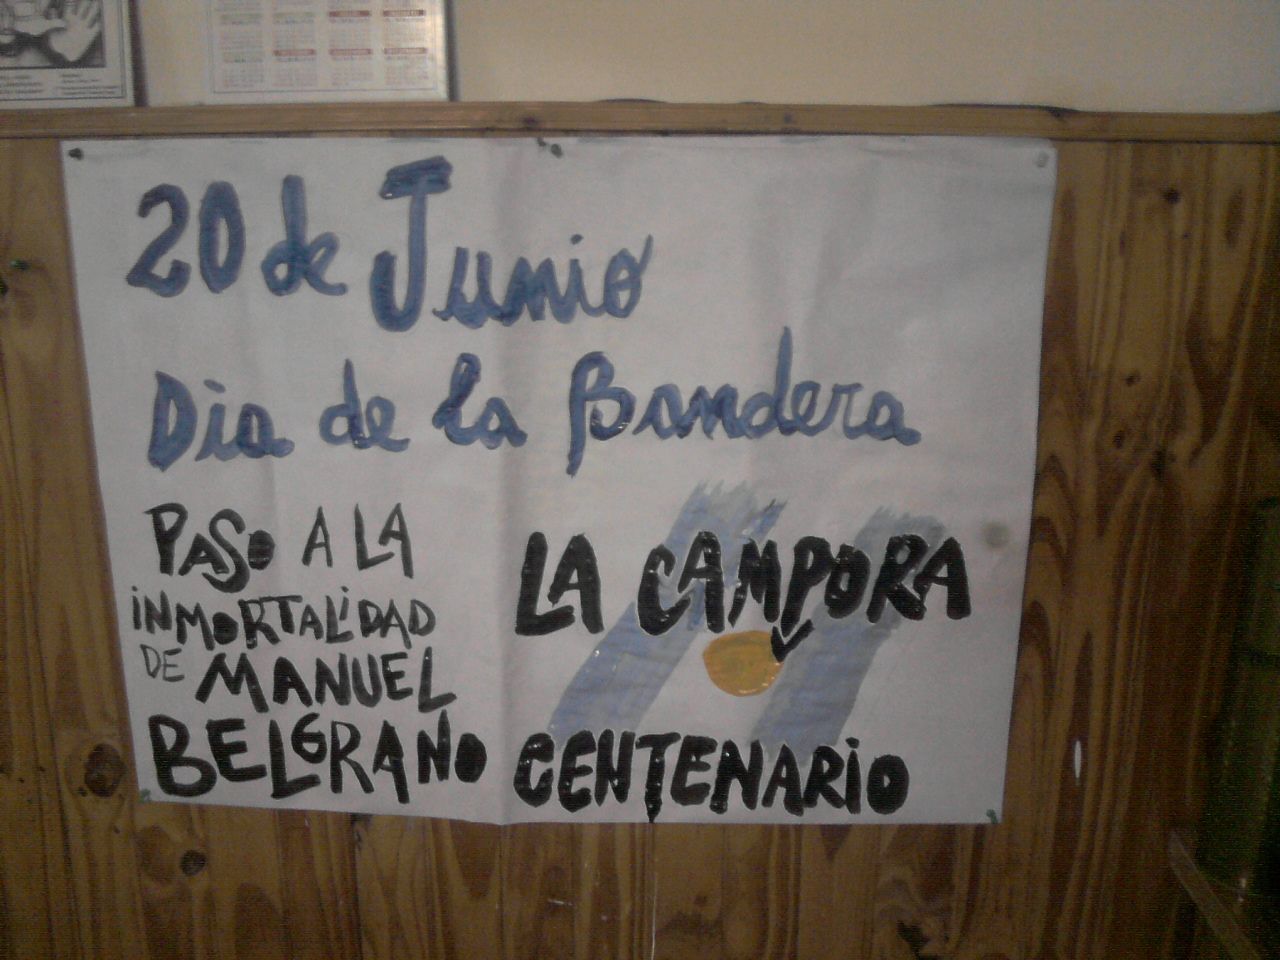 20 de Junio
Dia de la Bandera
PASO A LA
iNMORTALiDAD
DE MANUEL
BELGRANO
LA CAMPORA
CENTENARiO